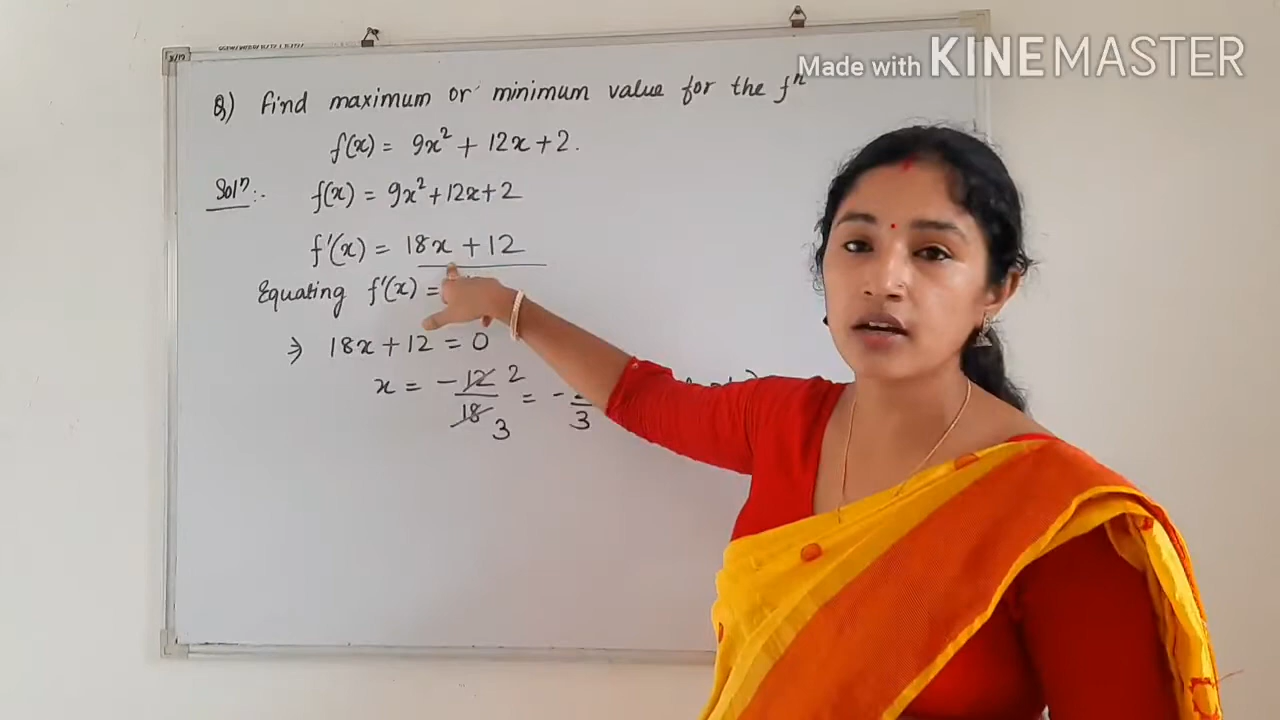 Made with KINEMASTER
Q) Find maximum or minimum value for the fⁿ
f(x) = 9x² + 12x + 2.
Solⁿ:-
f(x) = 9x² + 12x + 2
f'(x) = 18x + 12
Equating f'(x) =
⇒ 18x + 12 = 0
x = - 12/18 2/3 = - /3